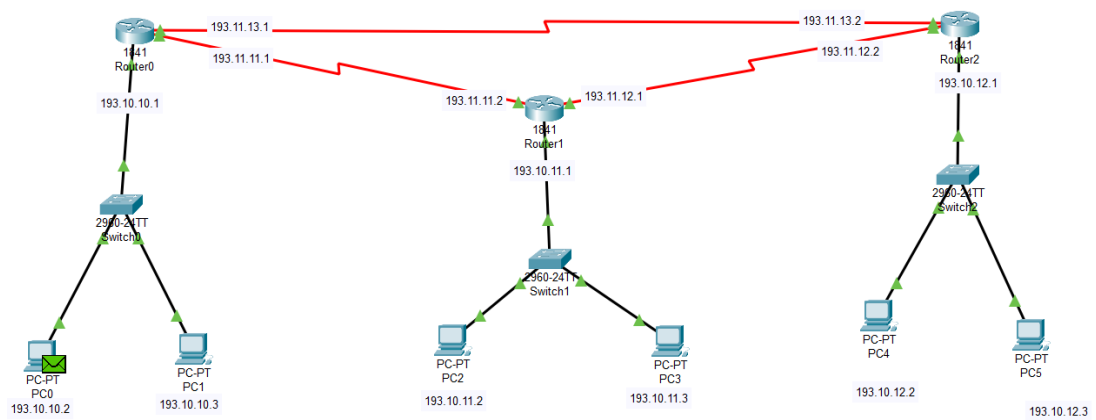 193.11.13.1
193.11.13.2
1841
Router0
193.11.11.1
1841
Router2
193.11.12.2
193.10.10.1
193.11.11.2
193.11.12.1
193.10.12.1
1841
Router1
193.10.11.1
2960-24TT
Switch0
2960-24TT
Switch2
2960-24TT
Switch1
PC-PT
PC0
193.10.10.2
PC-PT
PC1
193.10.10.3
PC-PT
PC2
193.10.11.2
PC-PT
PC3
193.10.11.3
PC-PT
PC4
193.10.12.2
PC-PT
PC5
193.10.12.3